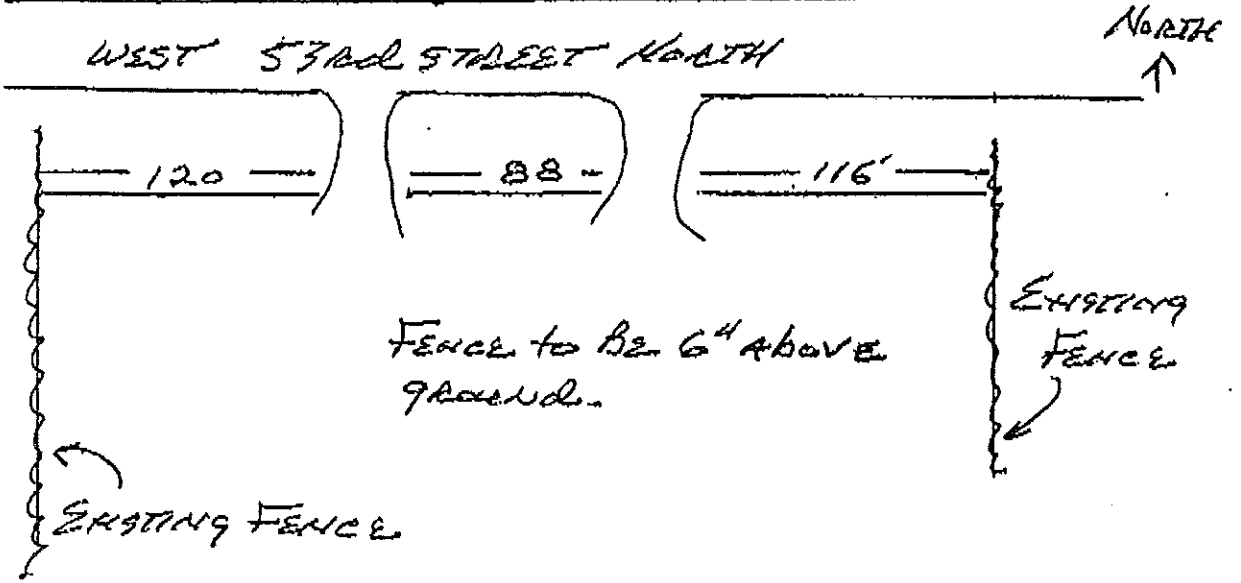 NORTH
WEST 53RD STREET NORTH
120 88 116'
EXISTING
FENCE
FENCE to BE 6" Above
ground.
EXISTING FENCE